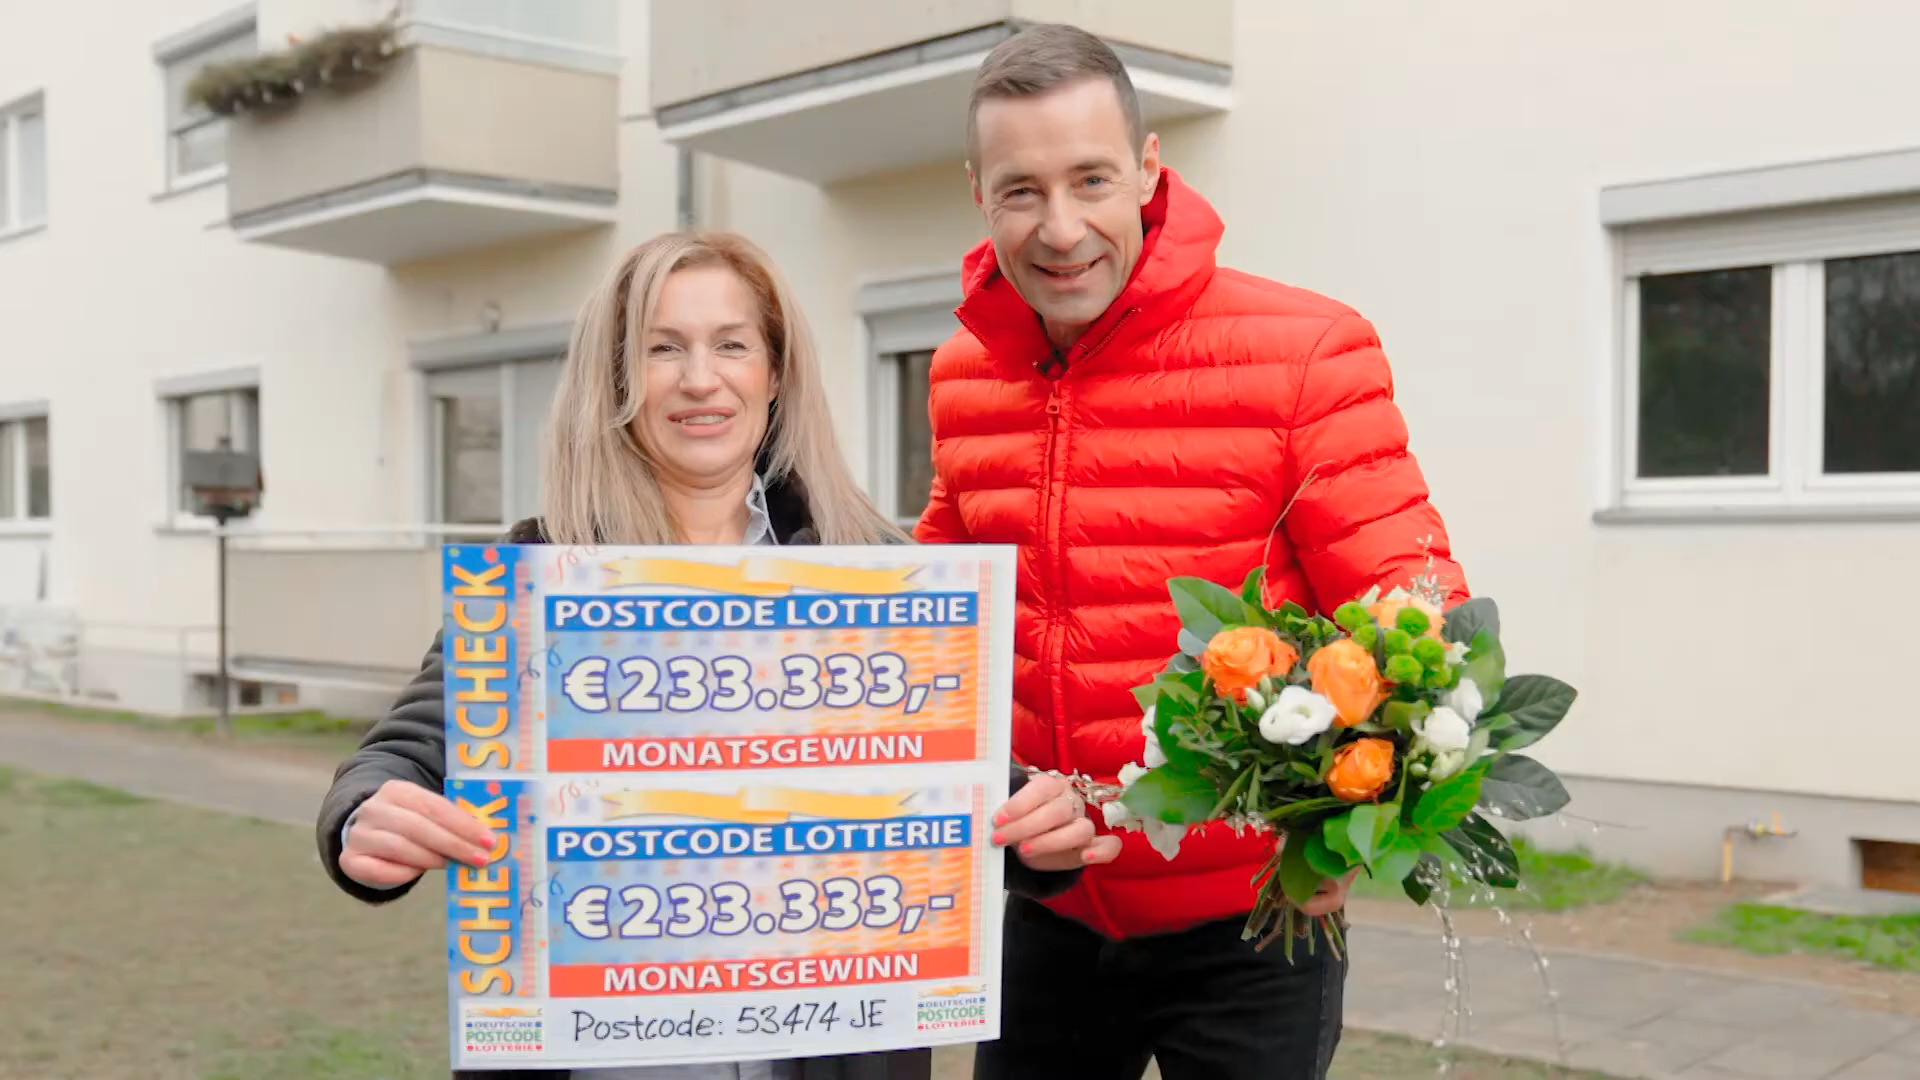 SCHECK
POSTCODE LOTTERIE
€ 233.333,-
MONATSGEWINN
SCHECK
POSTCODE LOTTERIE
€ 233.333,-
MONATSGEWINN
DEUTSCHE
POSTCODE
LOTTERIE
Postcode: 53474 JE
DEUTSCHE
POSTCODE
LOTTERIE